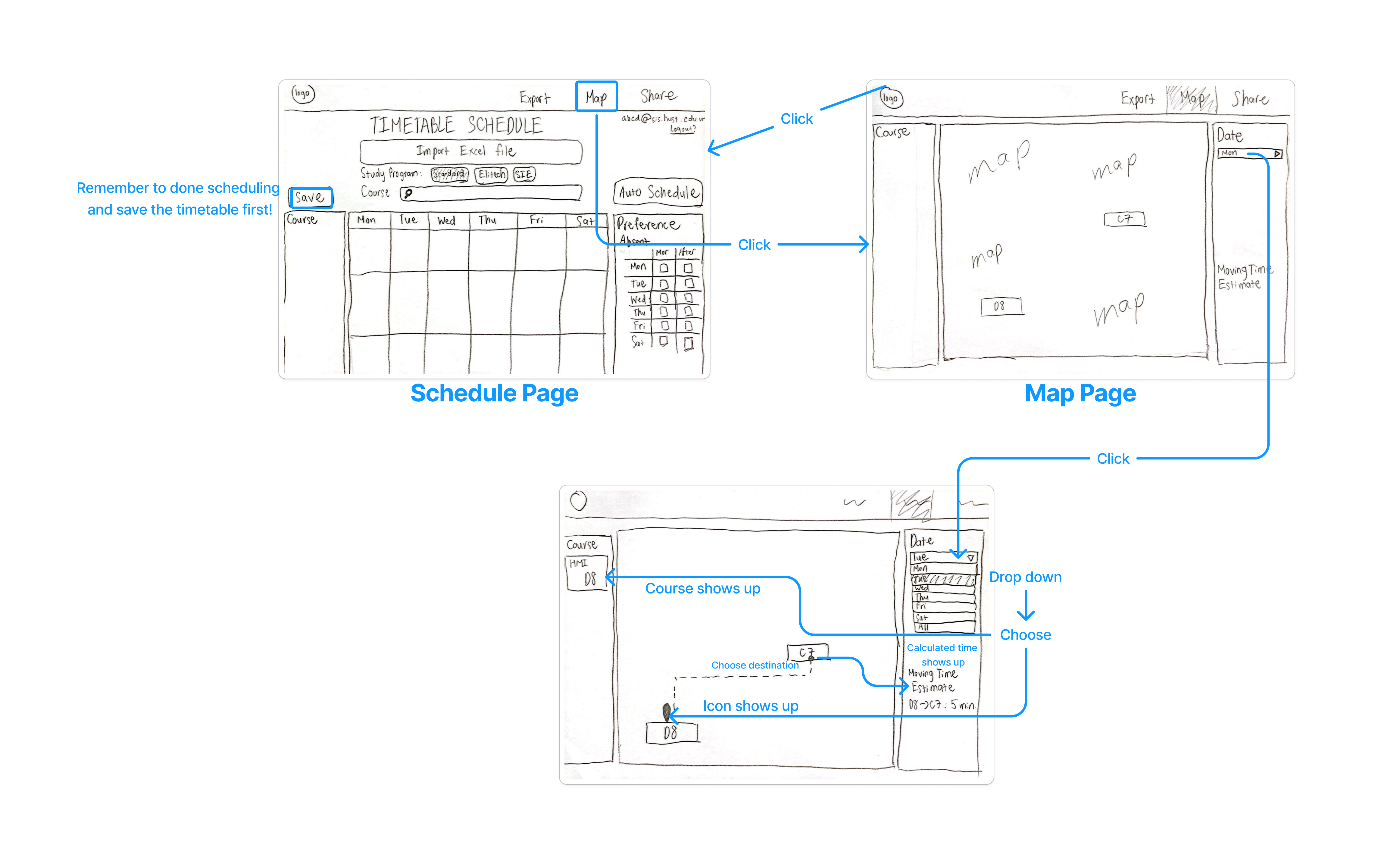 logo
Export
Map
Share
TIMETABLE SCHEDULE
abcd@sis.hust.edu.vn
Logout?
Import Excel file
Study Program:
Standard
Elitech
SIE
Course
Save
Auto Schedule
Remember to done scheduling
and save the timetable first!
Course
Mon
Tue
Wed
Thu
Fri
Sat
Preference
Absent
Mor
After
Mon
Tue
Wed
Thu
Fri
Sat
Schedule Page
Click
Click
logo
Export
Map
Share
Course
map
map
C7
map
D8
map
Date
Mon
Moving Time
Estimate
Map Page
Click
Course
HMI
D8
Course shows up
C7
Choose destination
Icon shows up
D8
Date
Tue
Mon
Tue
Wed
Thu
Fri
Sat
All
Drop down
Choose
Calculated time
shows up
Moving Time
Estimate
D8→C7: 5 min